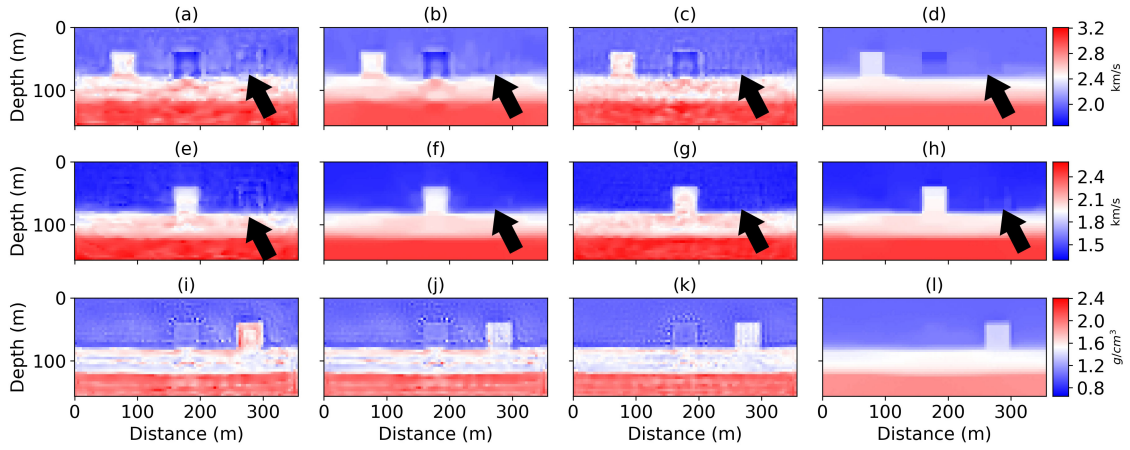 (a) (b) (c) (d)
Depth (m) 0 100 3.2 2.8 2.4 2.0 km/s
(e) (f) (g) (h)
Depth (m) 0 100 2.4 2.1 1.8 1.5 km/s
(i) (j) (k) (l)
Depth (m) 0 100 2.4 2.0 1.6 1.2 0.8 g/cm³
0 100 200 300 0 100 200 300 0 100 200 300 0 100 200 300
Distance (m) Distance (m) Distance (m) Distance (m)